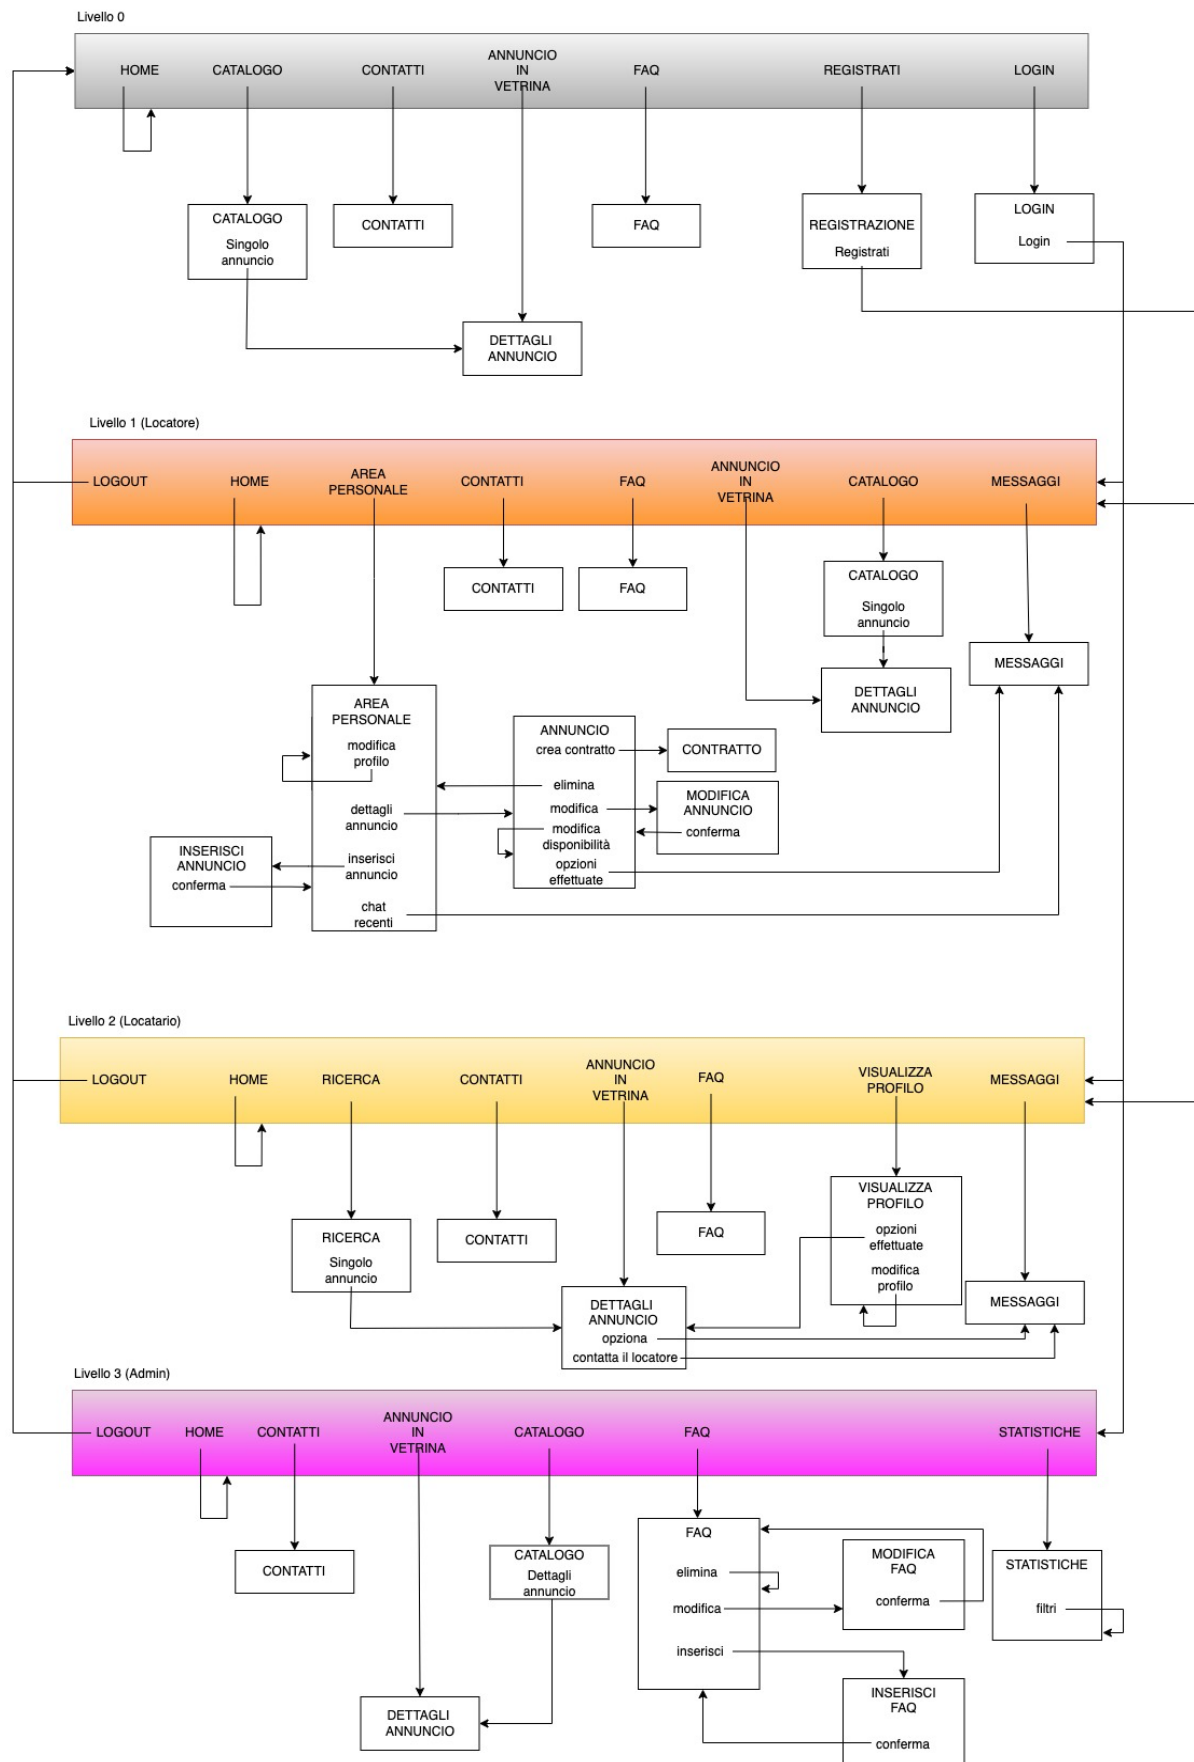 Livello 0
HOME
CATALOGO
CONTATTI
ANNUNCIO
IN
VETRINA
FAQ
REGISTRATI
LOGIN
CATALOGO
Singolo
annuncio
CONTATTI
FAQ
REGISTRAZIONE
Registrati
LOGIN
Login
DETTAGLI
ANNUNCIO
Livello 1 (Locatore)
LOGOUT
HOME
AREA
PERSONALE
CONTATTI
FAQ
ANNUNCIO
IN
VETRINA
CATALOGO
MESSAGGI
CONTATTI
FAQ
CATALOGO
Singolo
annuncio
MESSAGGI
DETTAGLI
ANNUNCIO
AREA
PERSONALE
modifica
profilo
dettagli
annuncio
inserisci
annuncio
chat
recenti
ANNUNCIO
crea contratto
elimina
modifica
modifica
disponibilità
opzioni
effettuate
CONTRATTO
MODIFICA
ANNUNCIO
conferma
INSERISCI
ANNUNCIO
conferma
Livello 2 (Locatario)
LOGOUT
HOME
RICERCA
CONTATTI
ANNUNCIO
IN
VETRINA
FAQ
VISUALIZZA
PROFILO
MESSAGGI
RICERCA
Singolo
annuncio
CONTATTI
FAQ
VISUALIZZA
PROFILO
opzioni
effettuate
modifica
profilo
MESSAGGI
DETTAGLI
ANNUNCIO
opziona
contatta il locatore
Livello 3 (Admin)
LOGOUT
HOME
CONTATTI
ANNUNCIO
IN
VETRINA
CATALOGO
FAQ
STATISTICHE
CONTATTI
CATALOGO
Dettagli
annuncio
FAQ
elimina
modifica
inserisci
MODIFICA
FAQ
conferma
STATISTICHE
filtri
DETTAGLI
ANNUNCIO
INSERISCI
FAQ
conferma